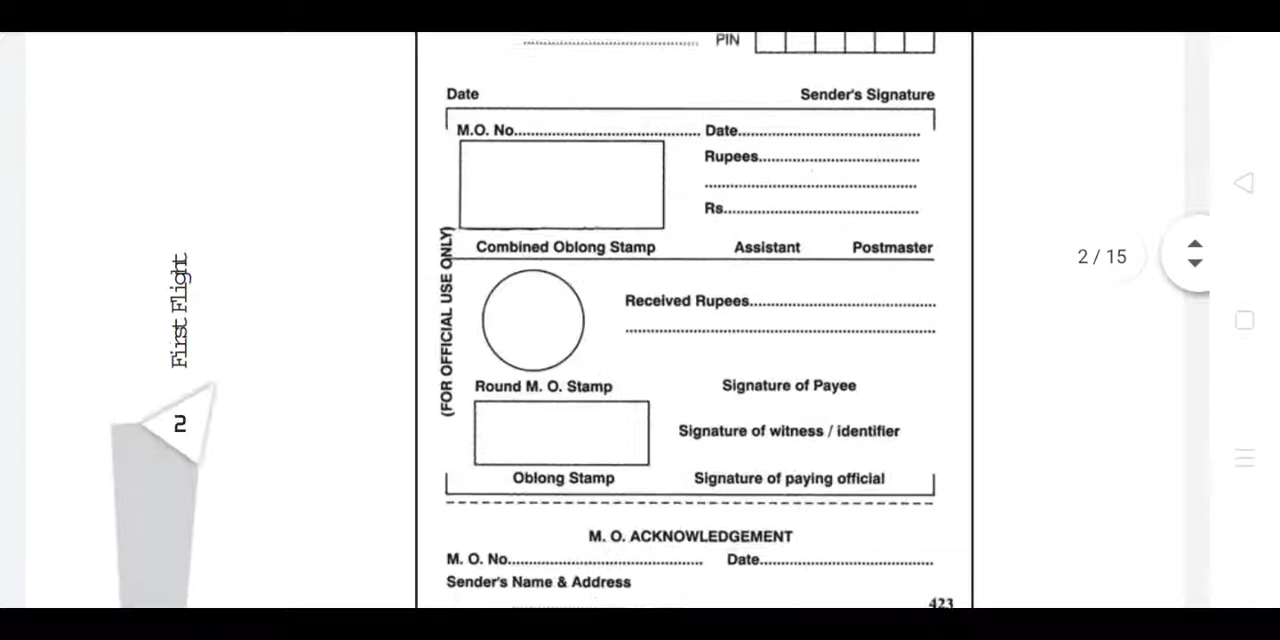 PIN
Date Sender's Signature
M.O. No. Date
Rupees
Rs.
Combined Oblong Stamp Assistant Postmaster
(FOR OFFICIAL USE ONLY)
Received Rupees
Round M. O. Stamp Signature of Payee
Signature of witness / identifier
Oblong Stamp Signature of paying official
M. O. ACKNOWLEDGEMENT
M. O. No. Date
Sender's Name & Address
423
First Flight
2
2 / 15